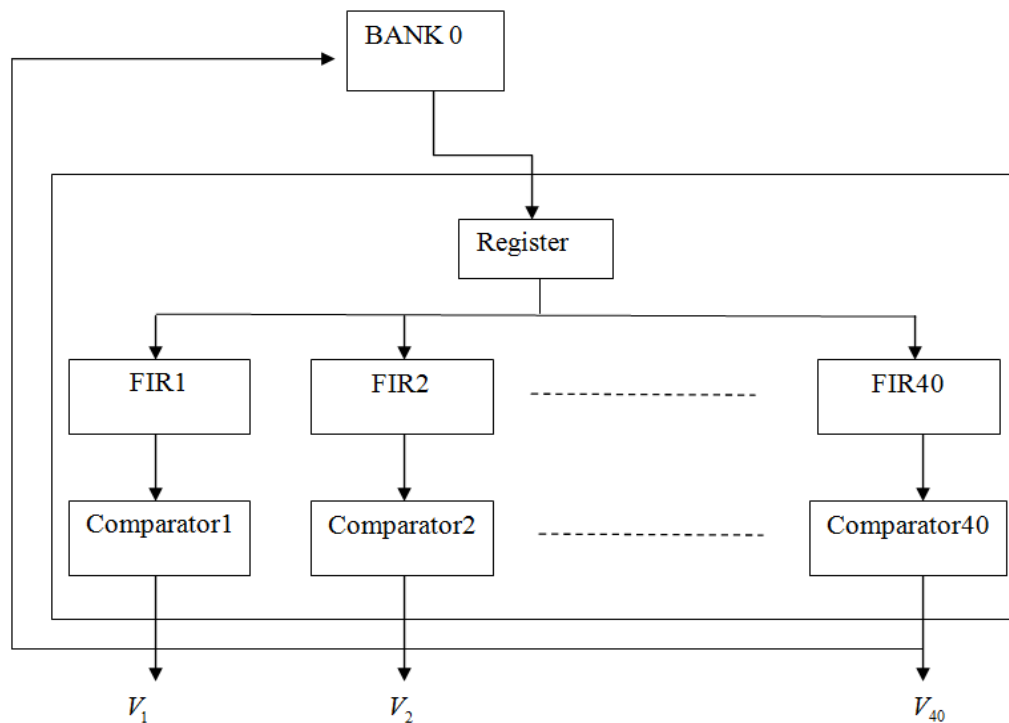 BANK 0
Register
FIR1
FIR2
FIR40
Comparator1
Comparator2
Comparator40
V1
V2
V40